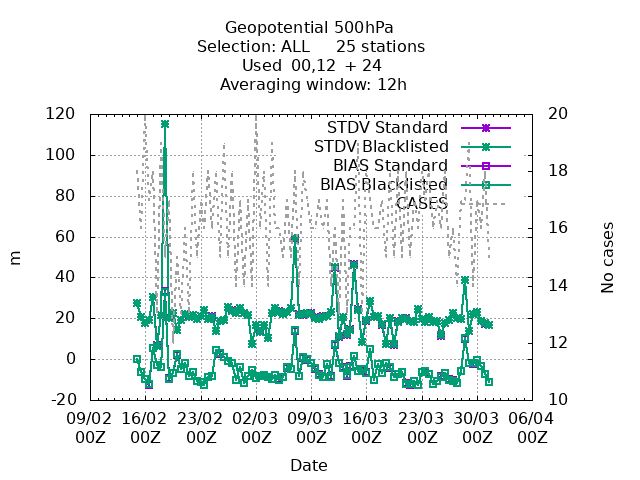 Geopotential 500hPa
Selection: ALL 25 stations
Used 00,12 + 24
Averaging window: 12h
120 20
STDV Standard
STDV Blacklisted
BIAS Standard
BIAS Blacklisted
CASES
100
80
60
40
20
0
-20
18
16
14
12
10
m
No cases
09/02 16/02 23/02 02/03 09/03 16/03 23/03 30/03 06/04
00Z 00Z 00Z 00Z 00Z 00Z 00Z 00Z 00Z
Date